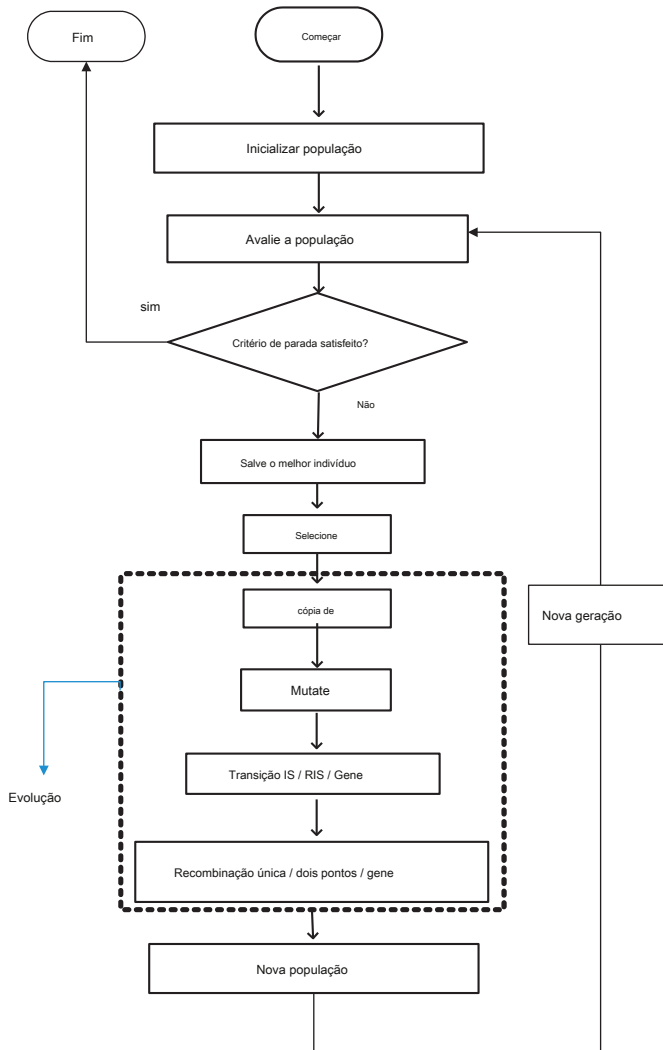 Fim
Começar
Inicializar população
Avalie a população
sim
Critério de parada satisfeito?
Não
Salve o melhor indivíduo
Selecione
cópia de
Nova geração
Mutate
Transição IS / RIS / Gene
Evolução
Recombinação única / dois pontos / gene
Nova população